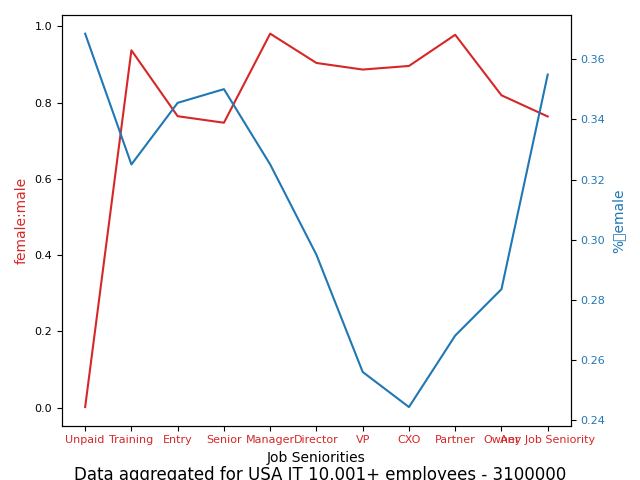 1.0
0.8
0.6
0.4
0.2
0.0
female:male
0.36
0.34
0.32
0.30
0.28
0.26
0.24
%▯emale
Unpaid Training Entry Senior Manager Director VP CXO Partner Owner Any Job Seniority
Job Seniorities
Data aggregated for USA IT 10,001+ employees - 3100000